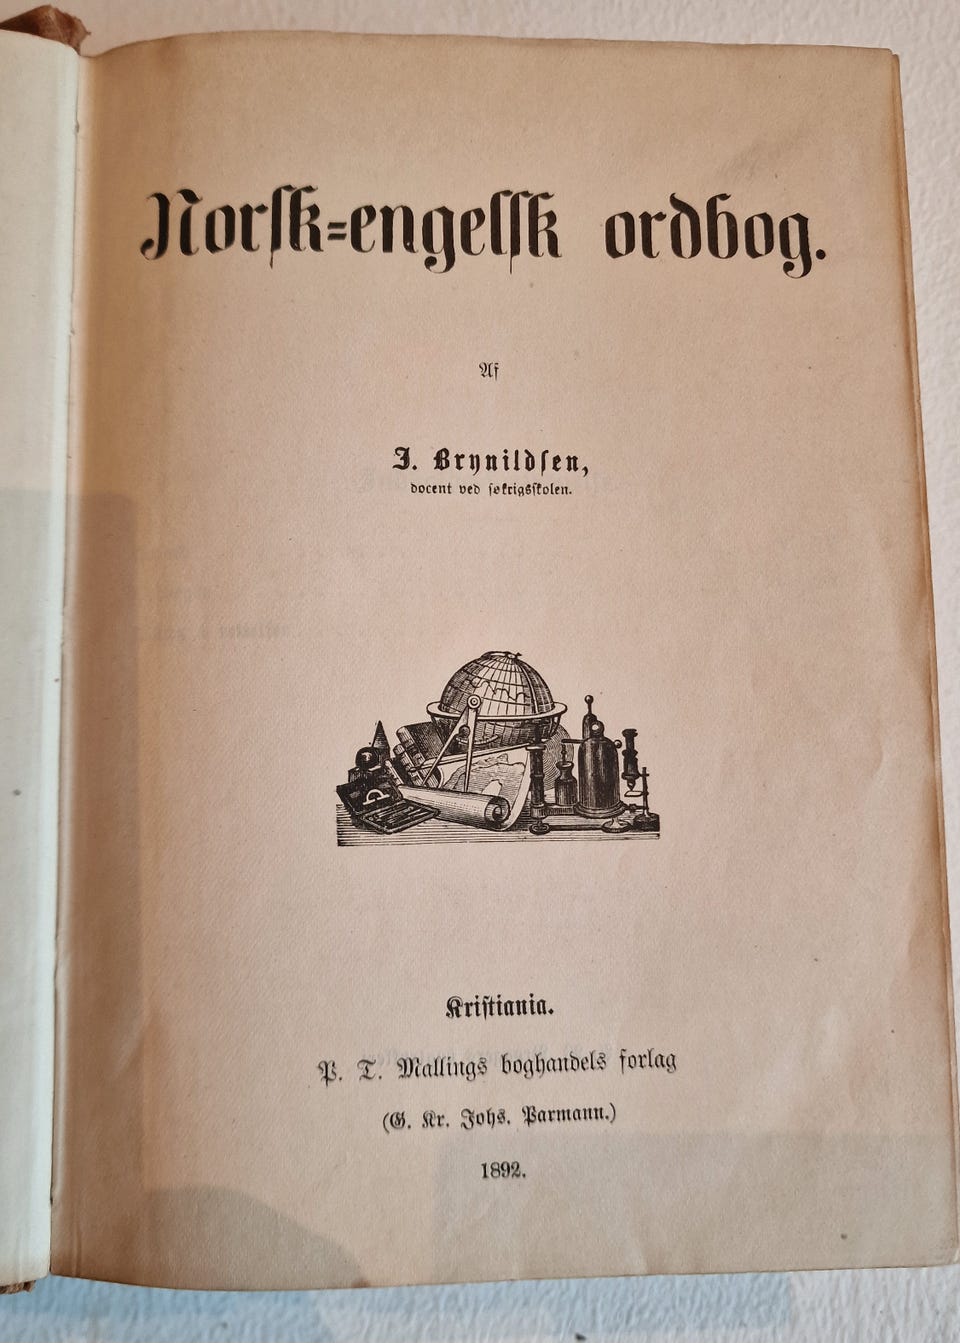 Norſk=engelſk ordbog.
Af
J. Brynildſen,
docent ved ſøkrigsſkolen.
Kriſtiania.
P. T. Mallings boghandels forlag
(G. Kr. Johs. Parmann.)
1892.